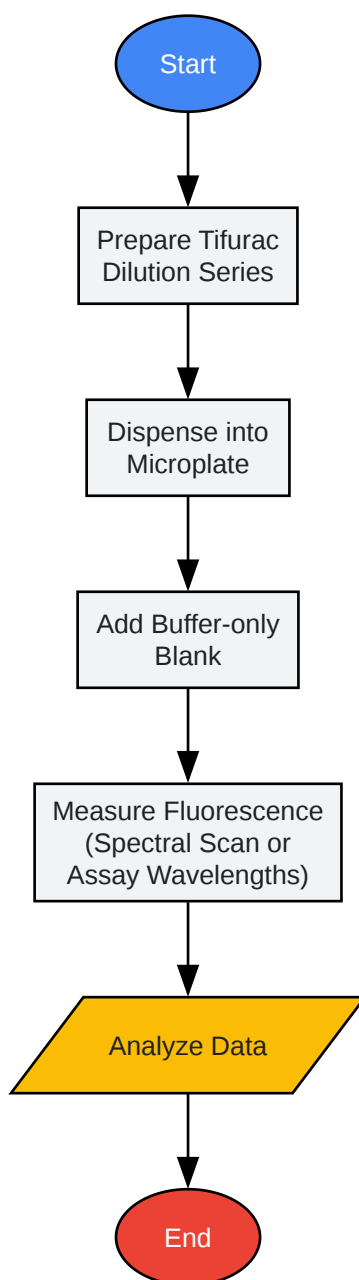 Start
Prepare Tifurac
Dilution Series
Dispense into
Microplate
Add Buffer-only
Blank
Measure Fluorescence
(Spectral Scan or
Assay Wavelengths)
Analyze Data
End